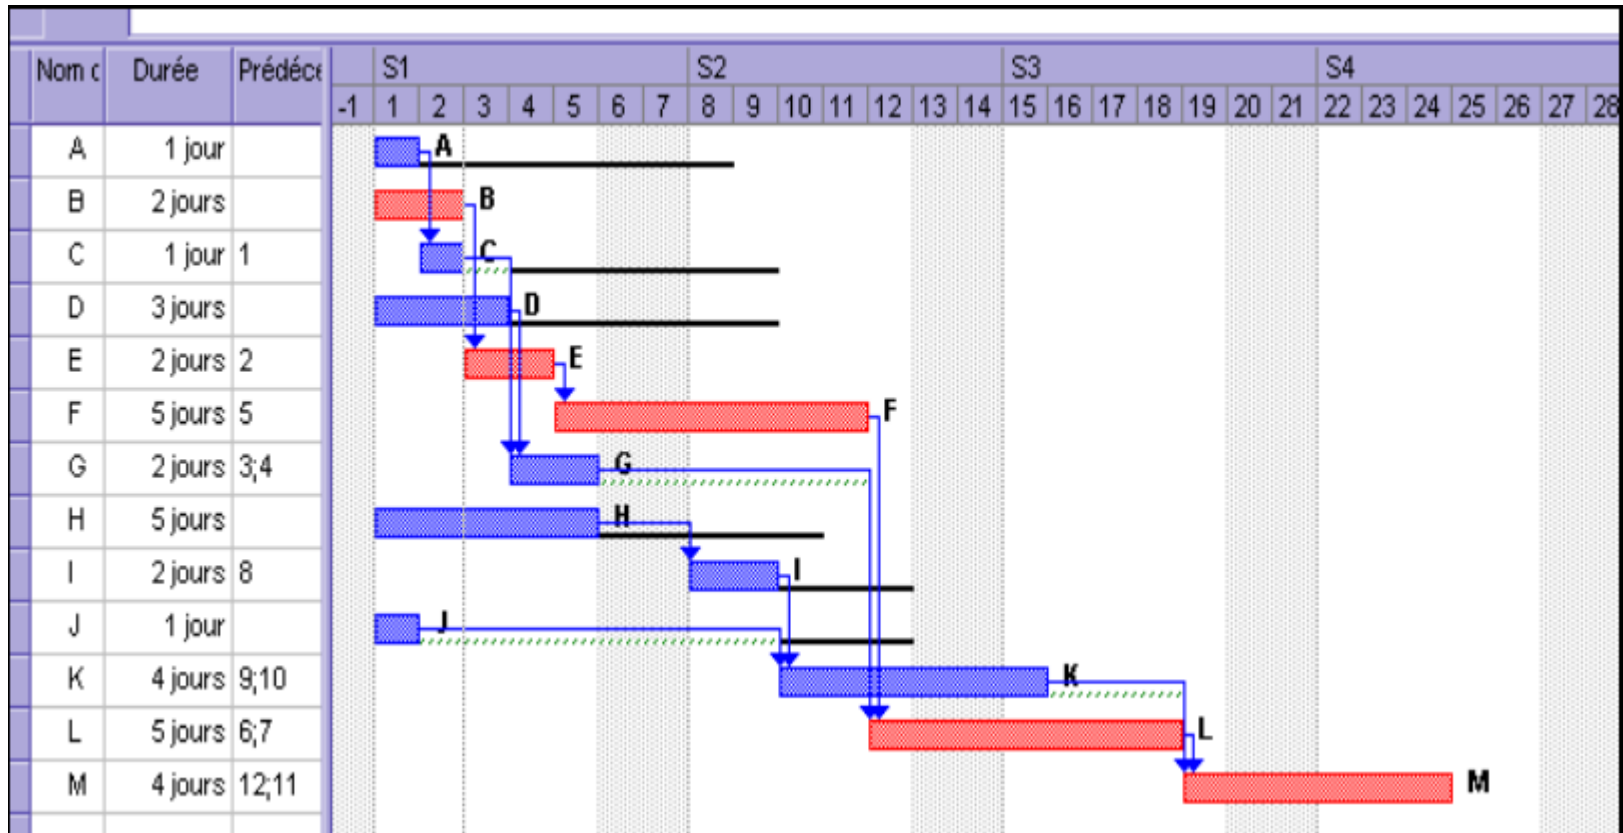 S1 S2 S3 S4
Nom d Durée Prédéce
-1 1 2 3 4 5 6 7 8 9 10 11 12 13 14 15 16 17 18 19 20 21 22 23 24 25 26 27 28
A 1 jour A
B 2 jours B
C 1 jour 1 C
D 3 jours D
E 2 jours 2 E
F 5 jours 5 F
G 2 jours 3;4 G
H 5 jours H
I 2 jours 8 I
J 1 jour J
K 4 jours 9;10 K
L 5 jours 6;7 L
M 4 jours 12;11 M